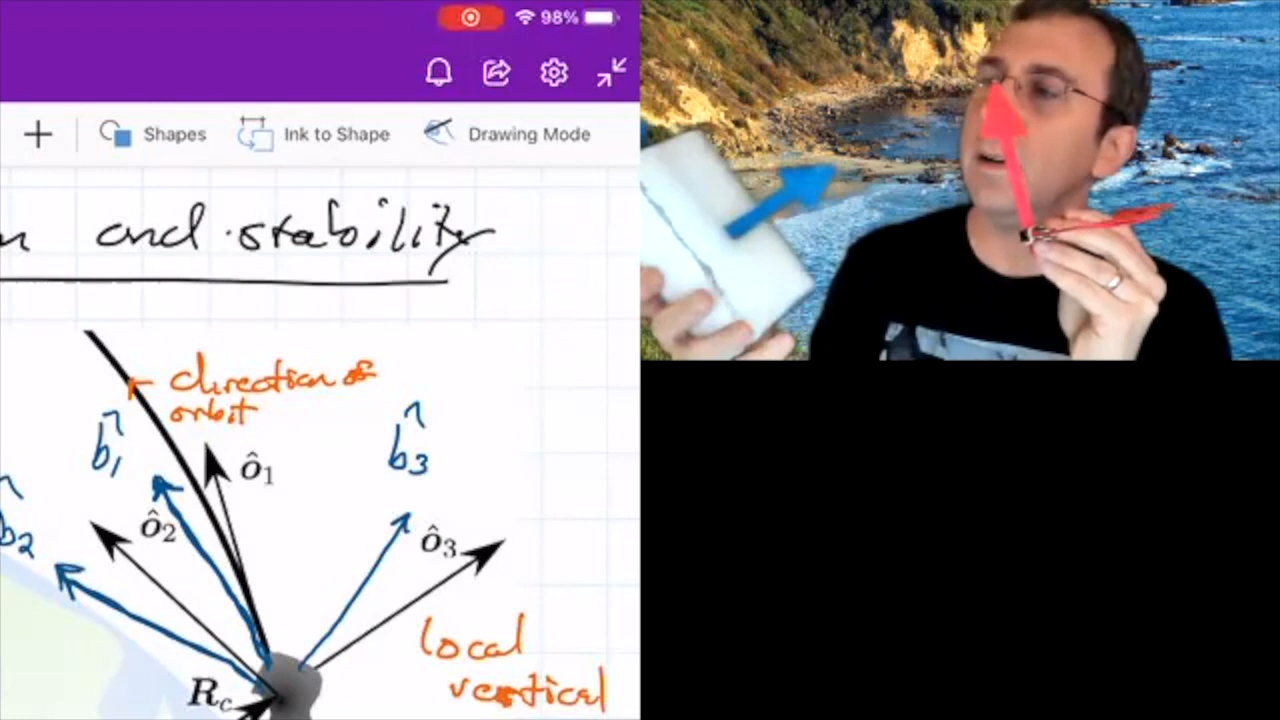 98%
Shapes
Ink to Shape
Drawing Mode
and stability
direction of
orbit
b̂1
b̂3
ô1
b̂2
ô2
ô3
local
vertical
Rc